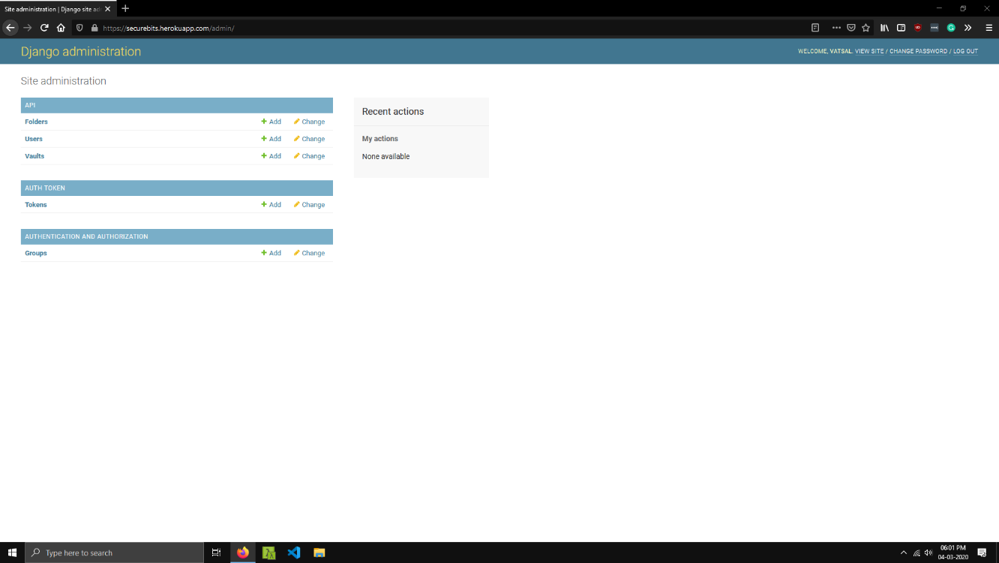 Site administration | Django site ad
https://securebits.herokuapp.com/admin/
Django administration
WELCOME, VATSAL. VIEW SITE / CHANGE PASSWORD / LOG OUT
Site administration
API
Folders Add Change
Users Add Change
Vaults Add Change
AUTH TOKEN
Tokens Add Change
AUTHENTICATION AND AUTHORIZATION
Groups Add Change
Recent actions
My actions
None available
Type here to search
06:01 PM
04-03-2020